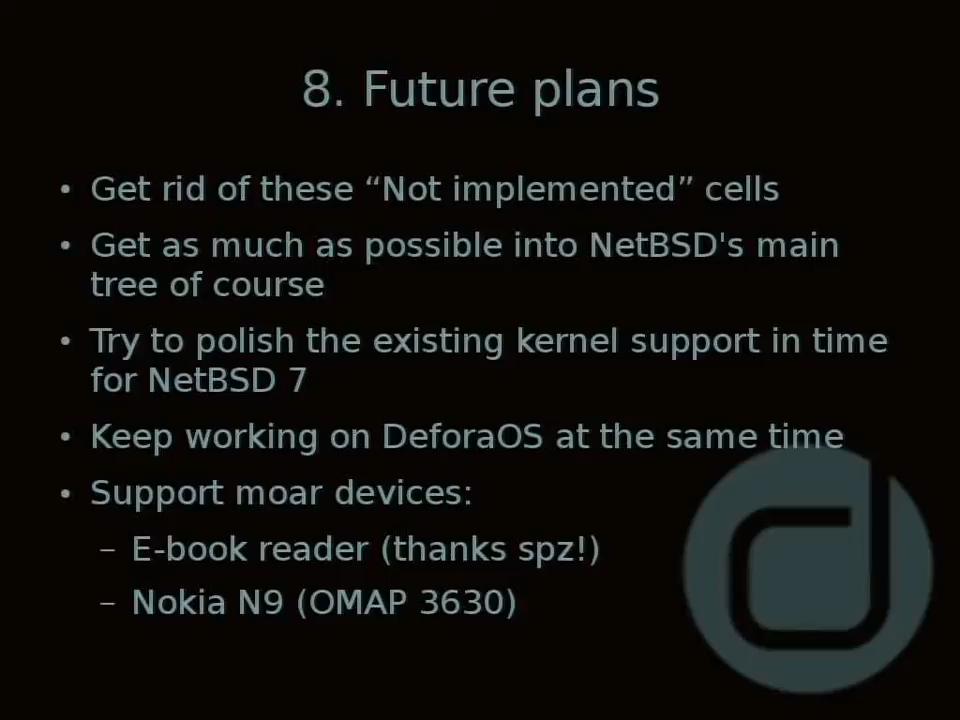 8. Future plans
• Get rid of these “Not implemented” cells
• Get as much as possible into NetBSD's main
tree of course
• Try to polish the existing kernel support in time
for NetBSD 7
• Keep working on DeforaOS at the same time
• Support moar devices:
– E-book reader (thanks spz!)
– Nokia N9 (OMAP 3630)